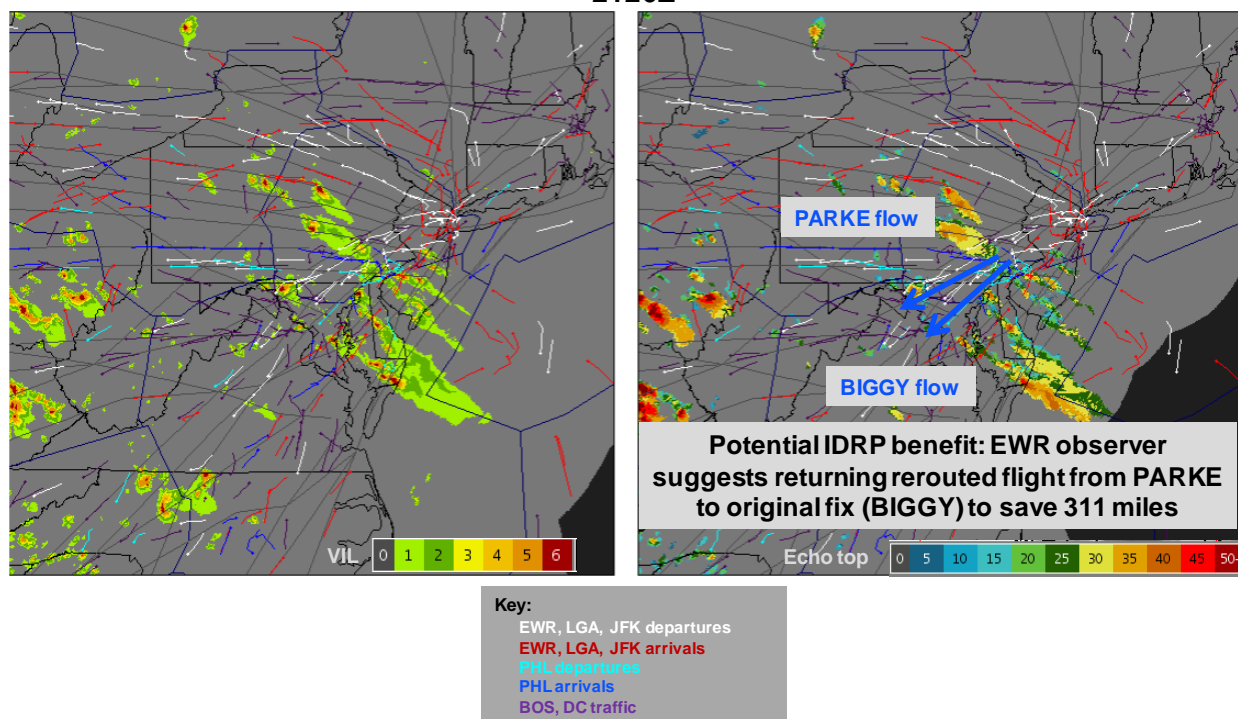 PARKE flow
BIGGY flow
Potential IDRP benefit: EWR observer
suggests returning rerouted flight from PARKE
to original fix (BIGGY) to save 311 miles
VIL 0 1 2 3 4 5 6
Echo top 0 5 10 15 20 25 30 35 40 45 50
Key:
EWR, LGA, JFK departures
EWR, LGA, JFK arrivals
PHL departures
PHL arrivals
BOS, DC traffic